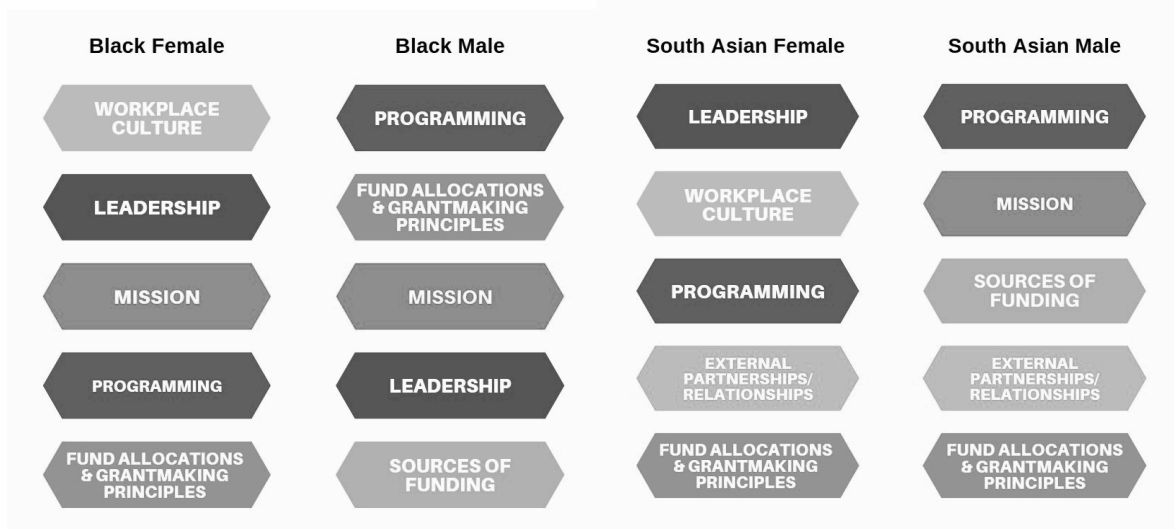 Black Female
WORKPLACE
CULTURE
LEADERSHIP
MISSION
PROGRAMMING
FUND ALLOCATIONS
& GRANTMAKING
PRINCIPLES
Black Male
PROGRAMMING
FUND ALLOCATIONS
& GRANTMAKING
PRINCIPLES
MISSION
LEADERSHIP
SOURCES OF
FUNDING
South Asian Female
LEADERSHIP
WORKPLACE
CULTURE
PROGRAMMING
EXTERNAL
PARTNERSHIPS/
RELATIONSHIPS
FUND ALLOCATIONS
& GRANTMAKING
PRINCIPLES
South Asian Male
PROGRAMMING
MISSION
SOURCES OF
FUNDING
EXTERNAL
PARTNERSHIPS/
RELATIONSHIPS
FUND ALLOCATIONS
& GRANTMAKING
PRINCIPLES